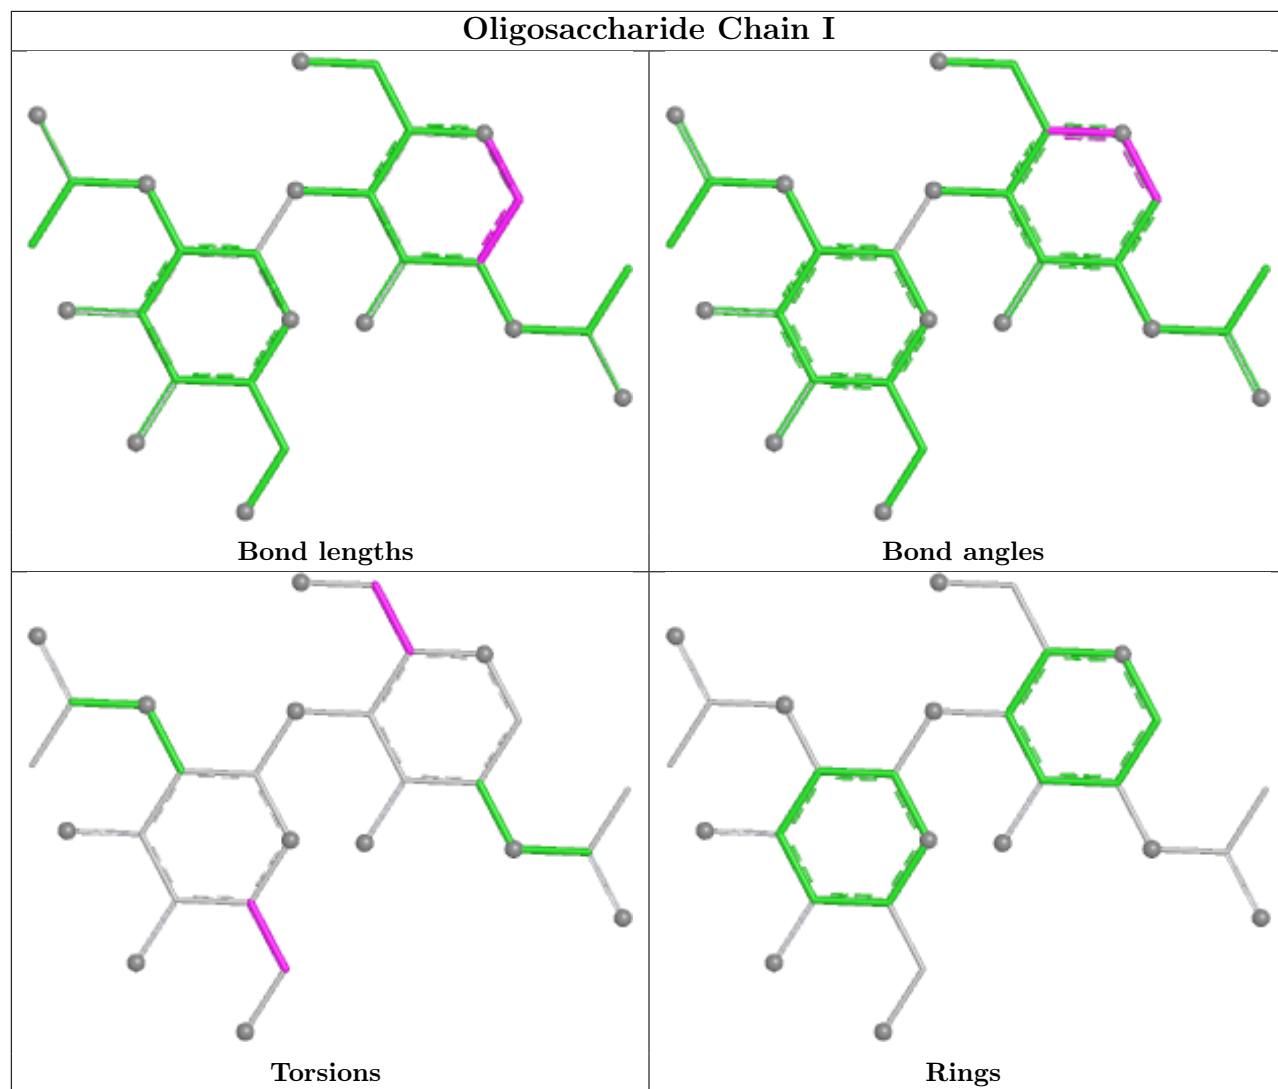 Oligosaccharide Chain I
Bond lengths
Bond angles
Torsions
Rings